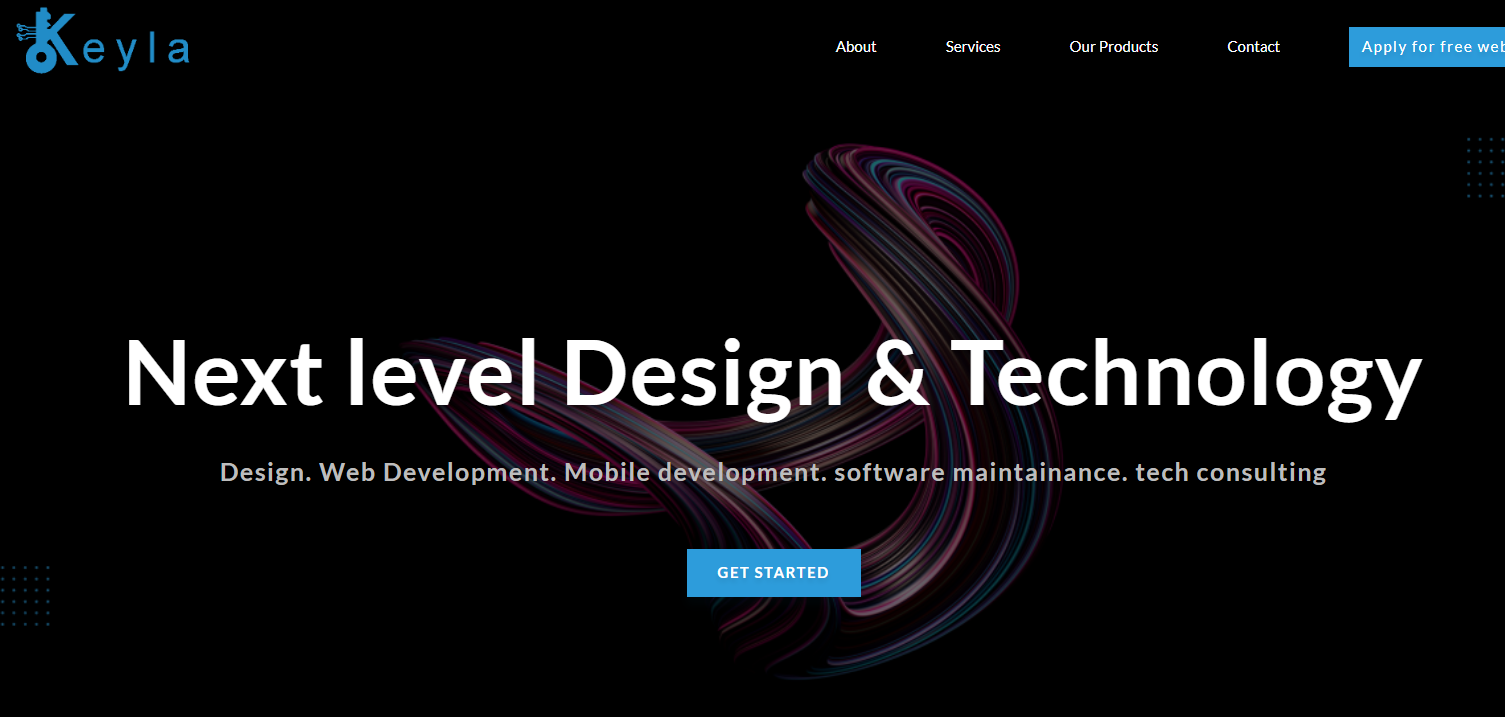 Keyla
About
Services
Our Products
Contact
Apply for free web
Next level Design & Technology
Design. Web Development. Mobile development. software maintainance. tech consulting
GET STARTED